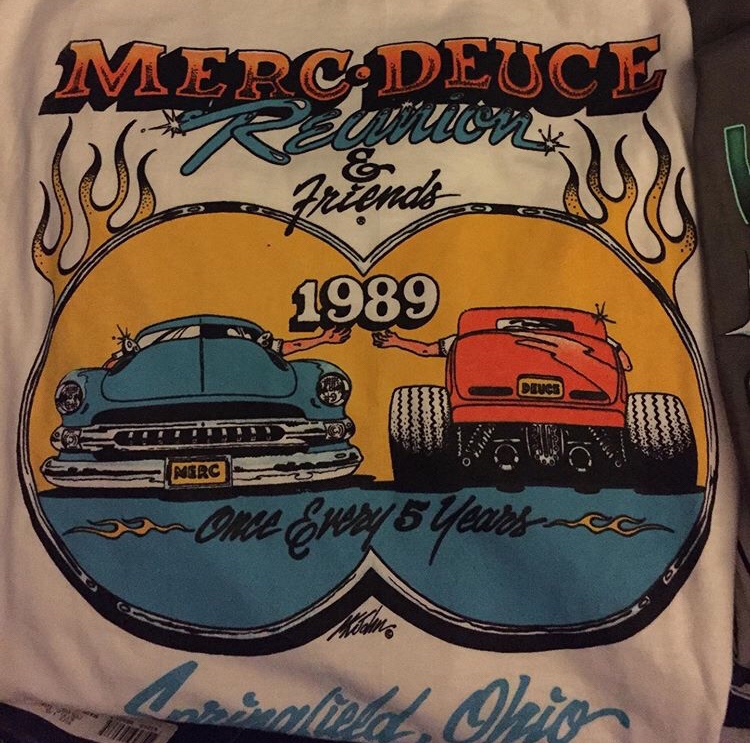 MERC·DEUCE
Reunion
&
Friends
®
1989
DEUCE
MERC
Once Every 5 Years
©
Springfield, Ohio